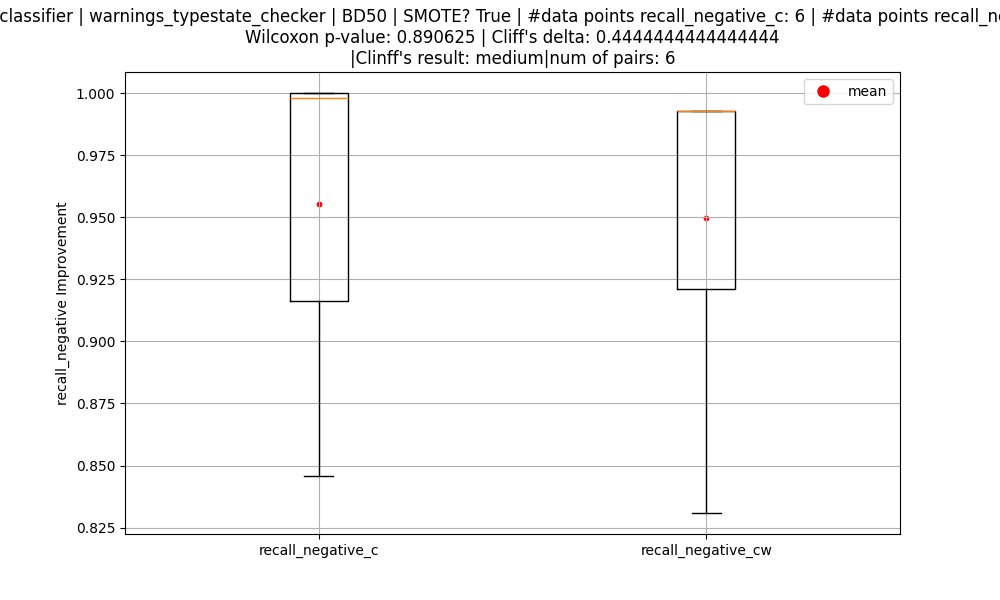 classifier | warnings_typestate_checker | BD50 | SMOTE? True | #data points recall_negative_c: 6 | #data points
Wilcoxon p-value: 0.890625 | Cliff's delta: 0.4444444444444444
|Clinff's result: medium|num of pairs: 6
mean
1.000
0.975
0.950
0.925
0.900
0.875
0.850
0.825
recall_negative Improvement
recall_negative_c
recall_negative_cw